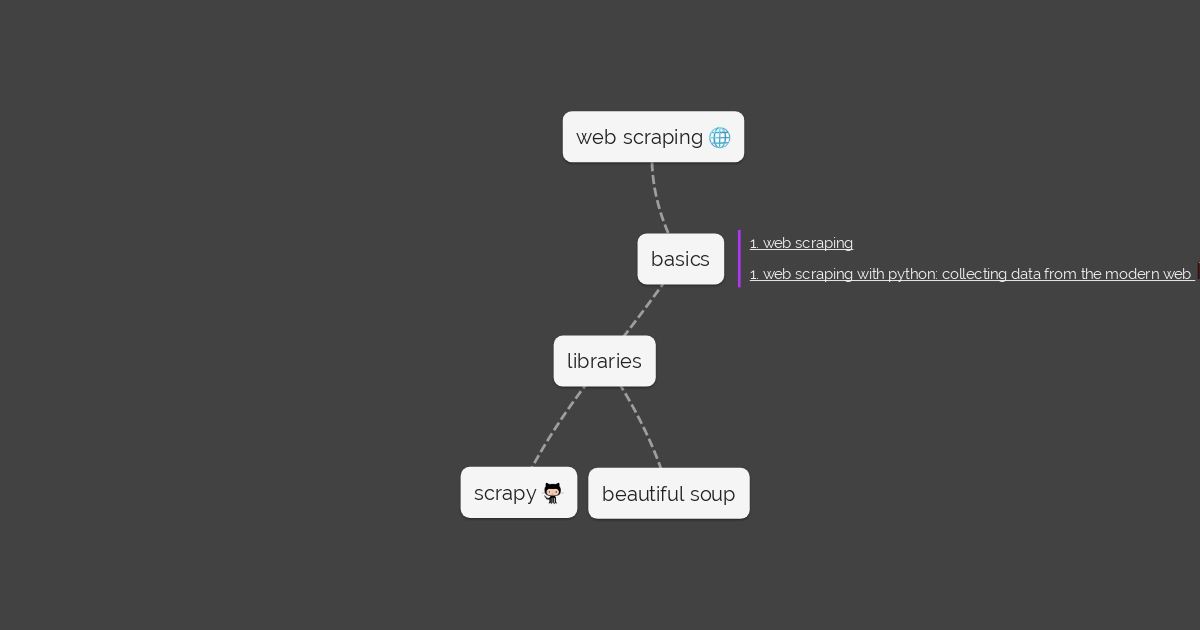 web scraping 🌐
basics
1. web scraping
1. web scraping with python: collecting data from the modern web
libraries
scrapy
beautiful soup